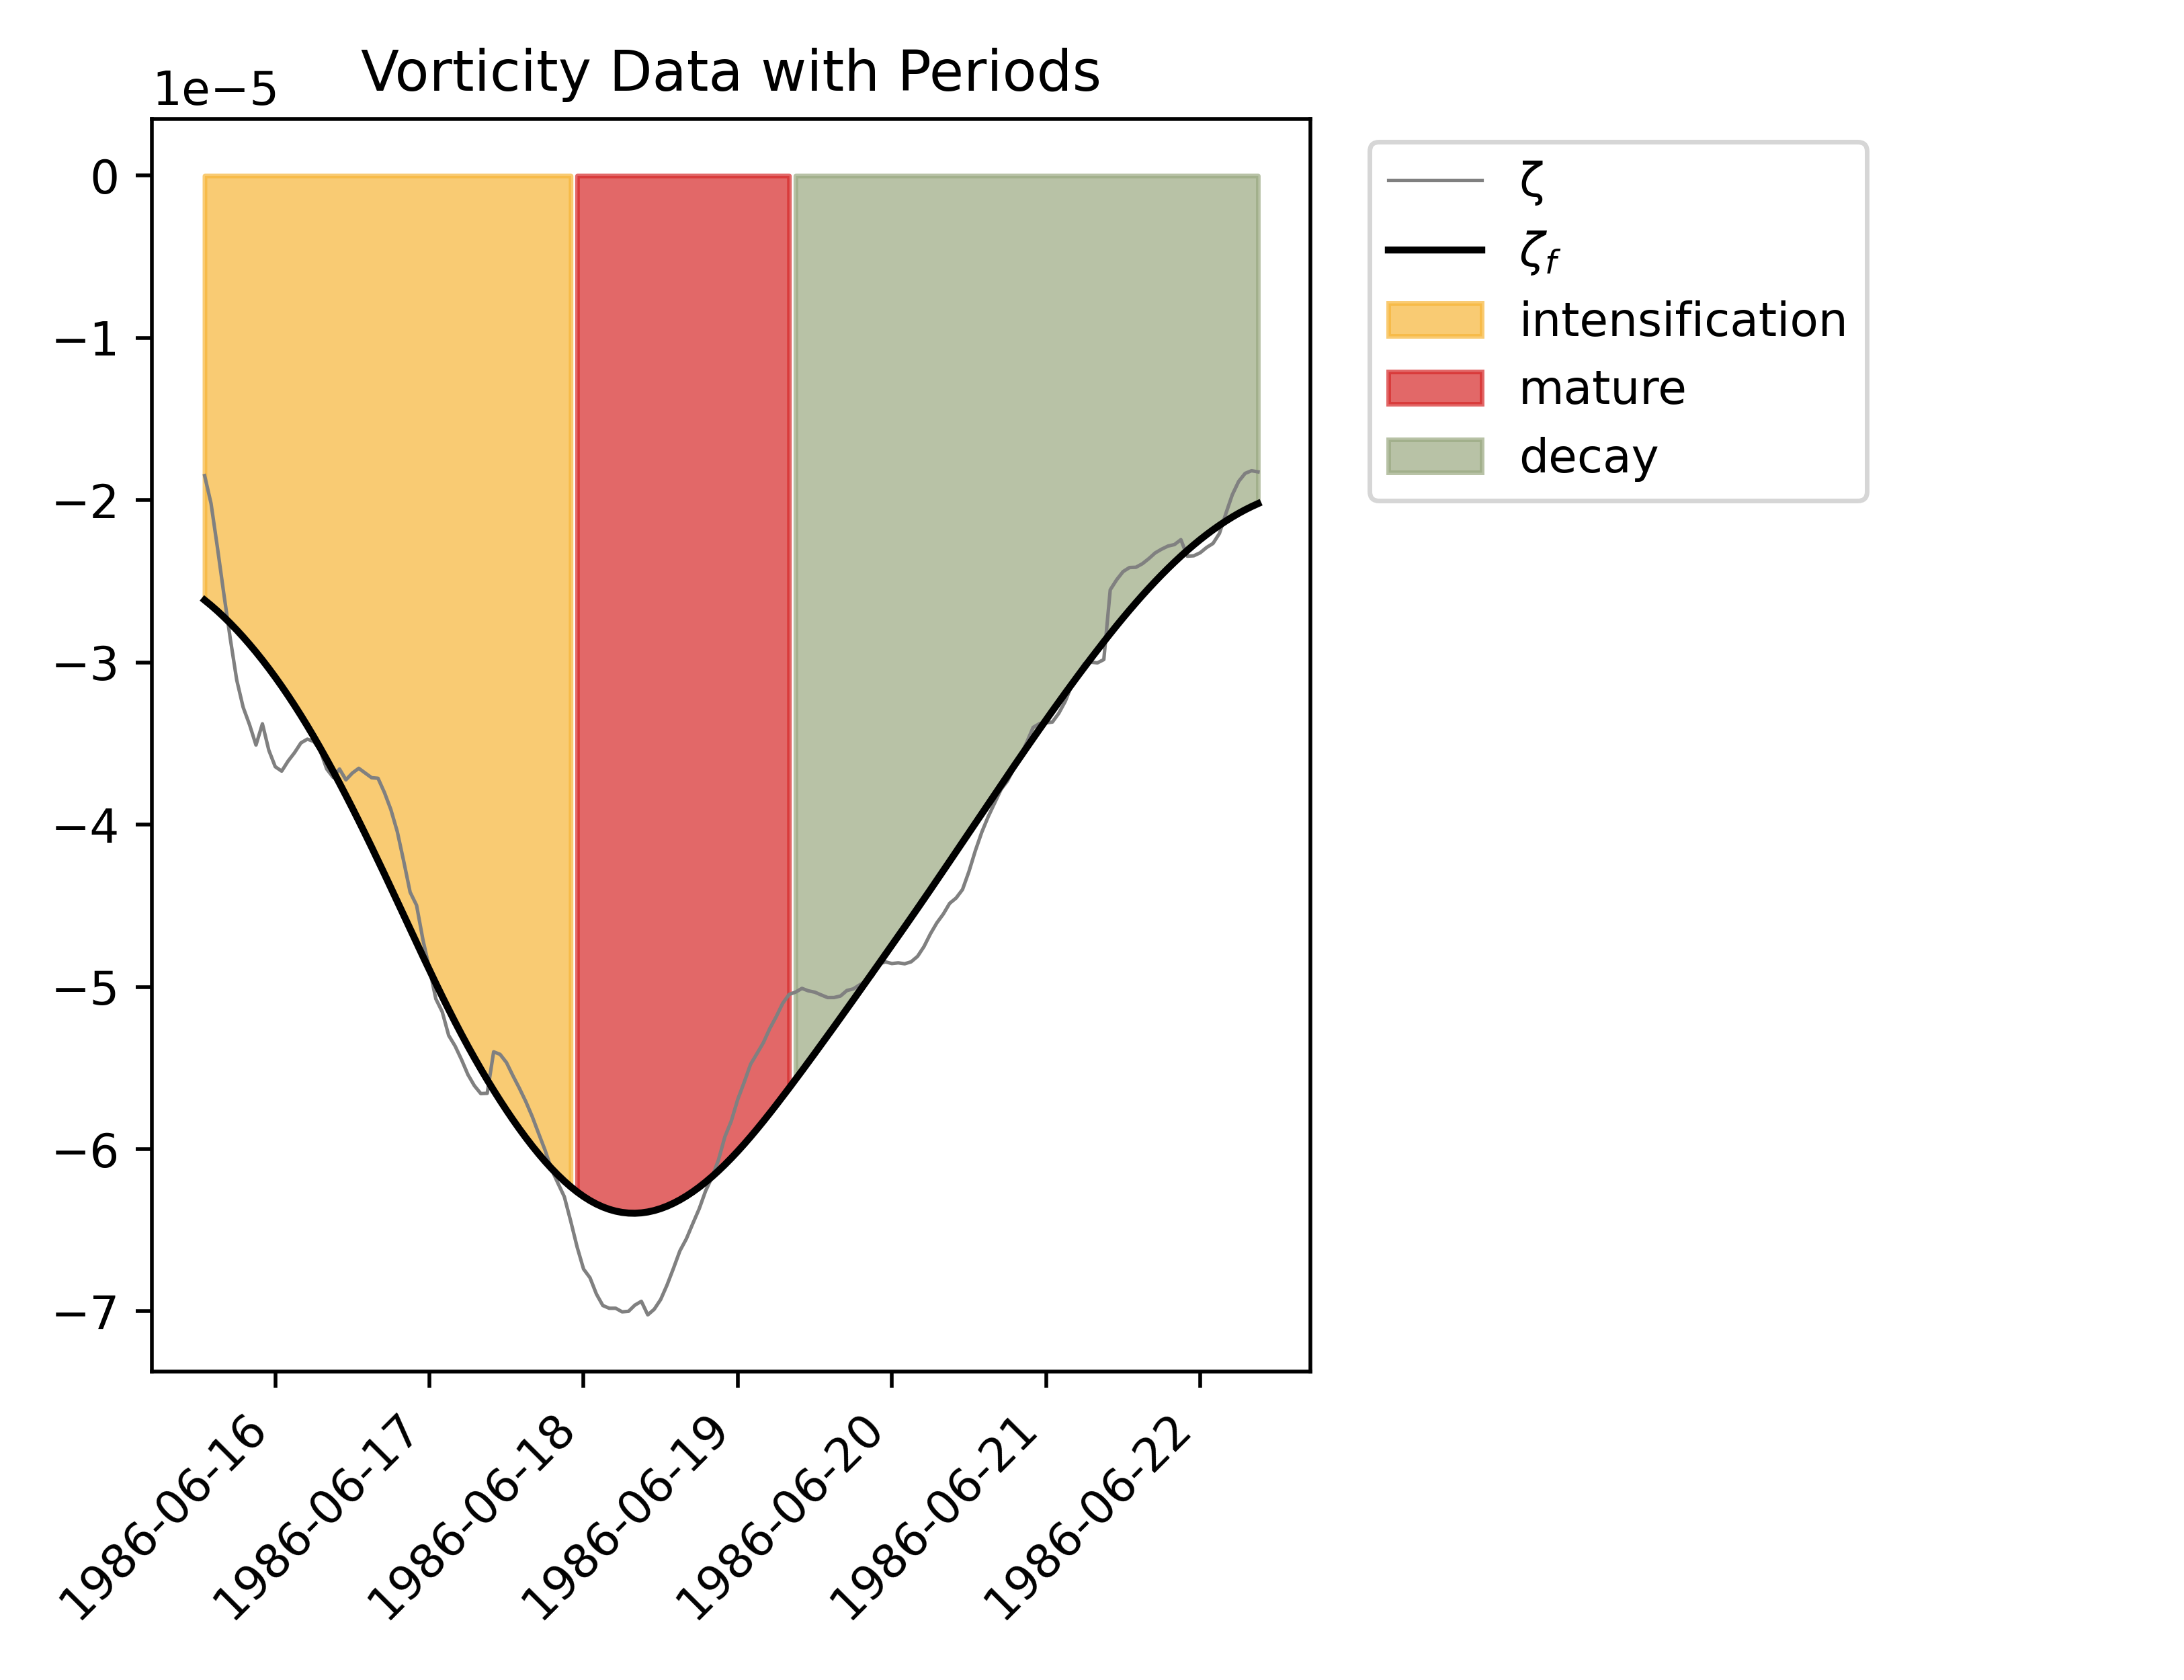 Vorticity Data with Periods
1e−5
0
−1
−2
−3
−4
−5
−6
−7
1986-06-16
1986-06-17
1986-06-18
1986-06-19
1986-06-20
1986-06-21
1986-06-22
ζ
ζf
intensification
mature
decay